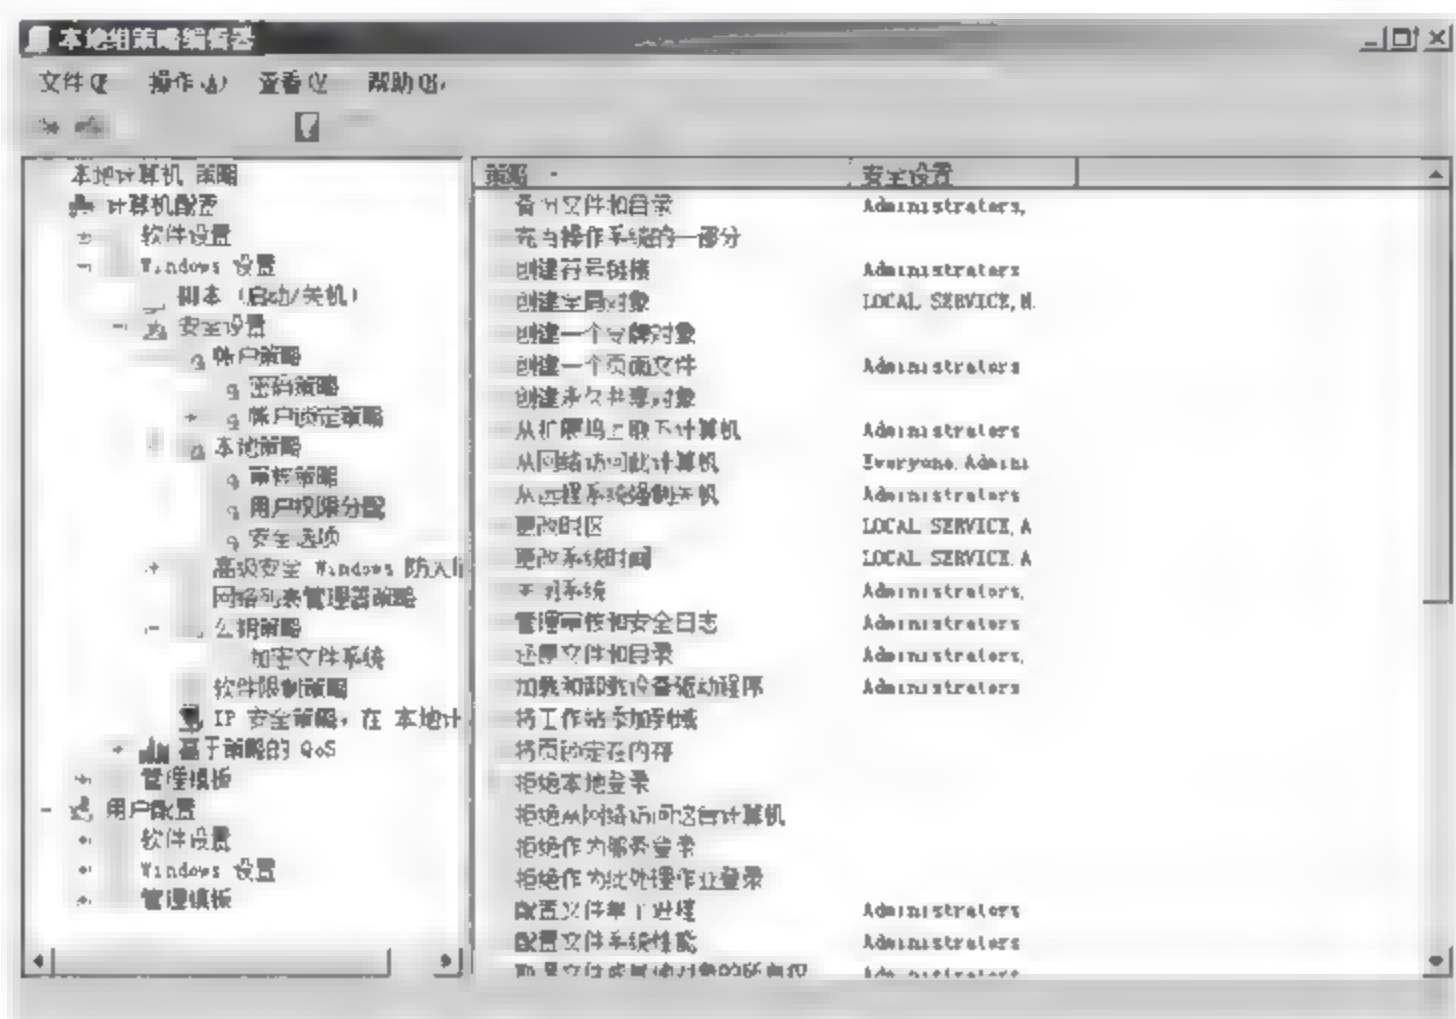 本地组策略编辑器
文件(F) 操作(A) 查看(V) 帮助(H)
本地计算机 策略
计算机配置
软件设置
Windows 设置
脚本（启动/关机）
安全设置
帐户策略
密码策略
帐户锁定策略
本地策略
审核策略
用户权限分配
安全选项
高级安全 Windows 防火
网络列表管理器策略
公钥策略
加密文件系统
软件限制策略
IP 安全策略，在 本地计
基于策略的 QoS
管理模板
用户配置
软件设置
Windows 设置
管理模板
策略 安全设置
备份文件和目录 Administrators,
充当操作系统的一部分
创建符号链接 Administrators
创建全局对象 LOCAL SERVICE,N
创建一个令牌对象
创建一个页面文件 Administrators
创建永久共享对象
从扩展坞上取下计算机 Administrators
从网络访问此计算机 Everyone,Admini
从远程系统强制关机 Administrators
更改时区 LOCAL SERVICE,A
更改系统时间 LOCAL SERVICE,A
关闭系统 Administrators,
管理审核和安全日志 Administrators
还原文件和目录 Administrators,
加载和卸载设备驱动程序 Administrators
将工作站添加到域
将页锁定在内存
拒绝本地登录
拒绝从网络访问这台计算机
拒绝作为服务登录
拒绝作为批处理作业登录
配置文件单个进程 Administrators
配置文件系统性能 Administrators
取得文件或其他对象的所有权 Administrators